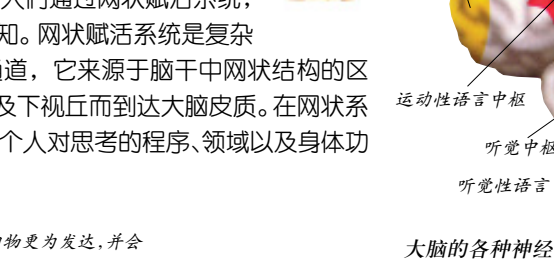 人们通过网状赋活系统，
知。网状赋活系统是复杂
通道，它来源于脑干中网状结构的区
及下视丘而到达大脑皮质。在网状系
个人对思考的程序、领域以及身体功
物更为发达，并会
运动性语言中枢
听觉中枢
听觉性语言
大脑的各种神经